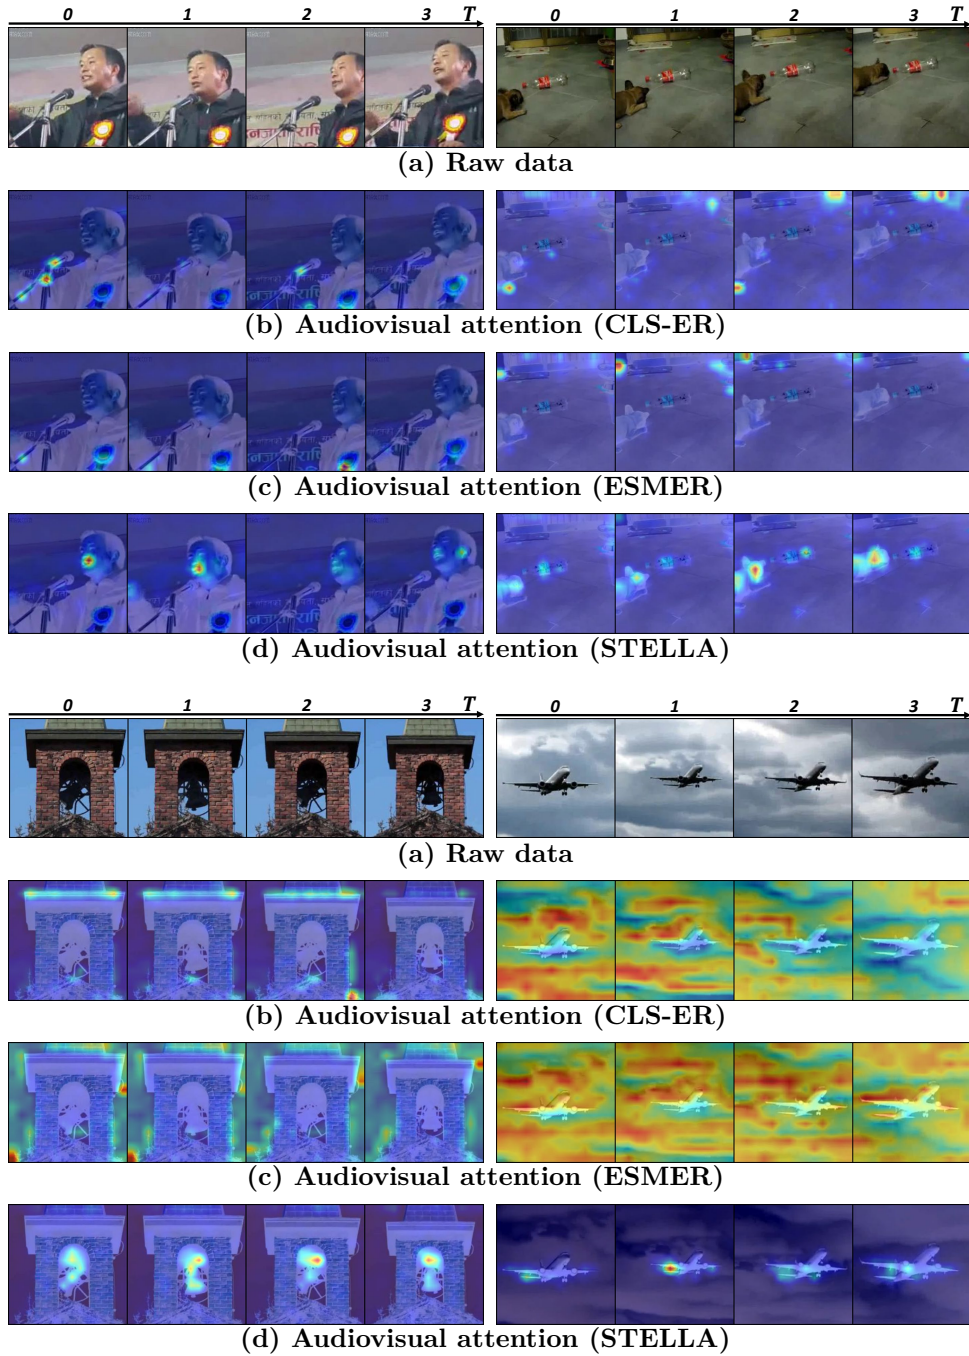 0 1 2 3 T 0 1 2 3 T
(a) Raw data
(b) Audiovisual attention (CLS-ER)
(c) Audiovisual attention (ESMER)
(d) Audiovisual attention (STELLA)
0 1 2 3 T 0 1 2 3 T
(a) Raw data
(b) Audiovisual attention (CLS-ER)
(c) Audiovisual attention (ESMER)
(d) Audiovisual attention (STELLA)